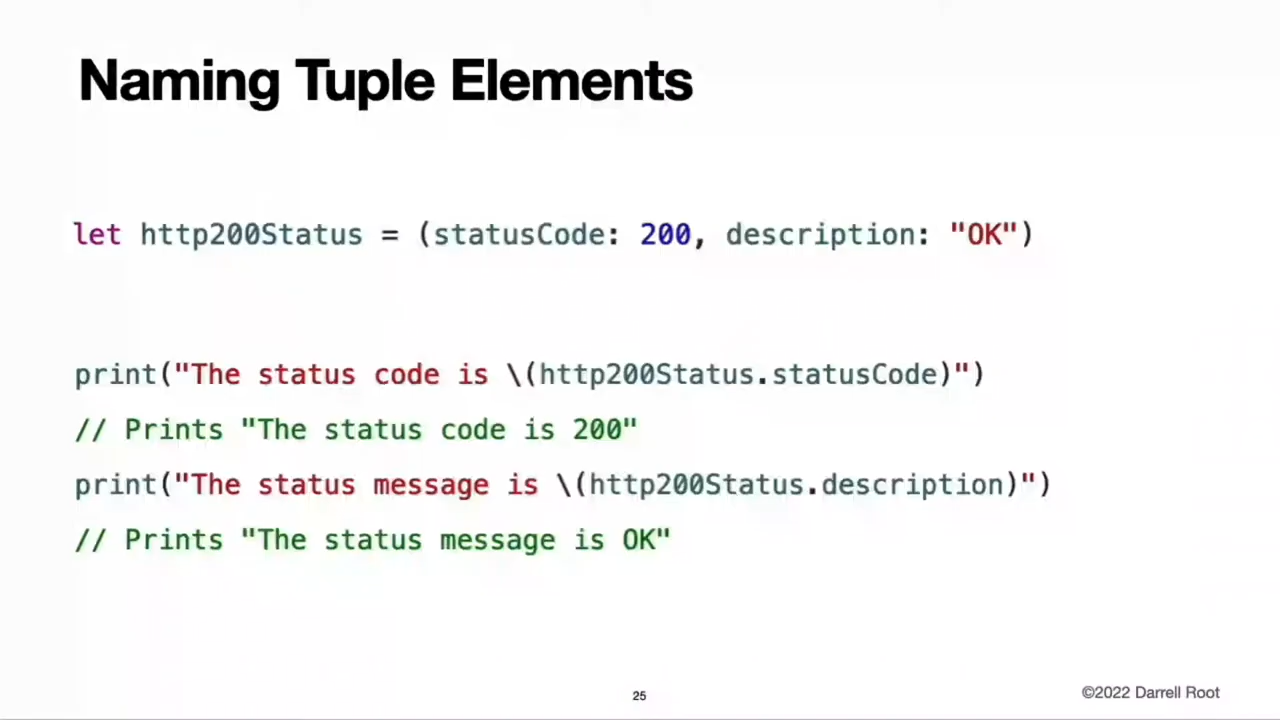 Naming Tuple Elements
let http200Status = (statusCode: 200, description: "OK")
print("The status code is \(http200Status.statusCode)")
// Prints "The status code is 200"
print("The status message is \(http200Status.description)")
// Prints "The status message is OK"
25
©2022 Darrell Root